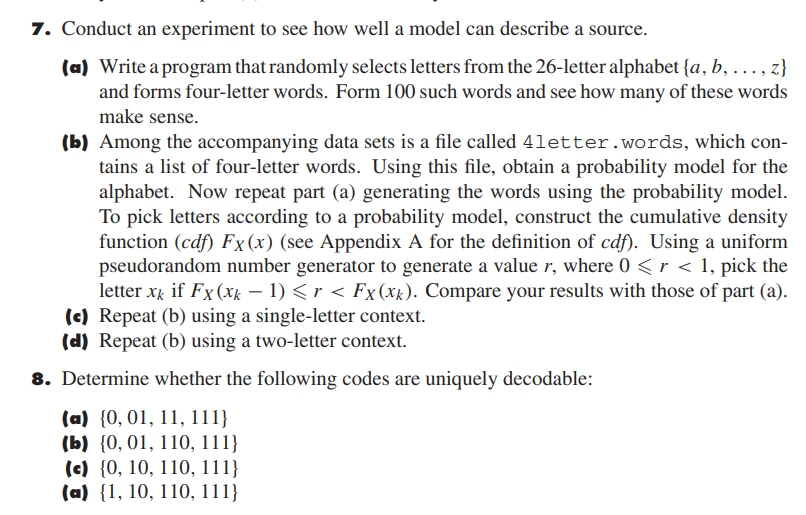 7. Conduct an experiment to see how well a model can describe a source.
(a) Write a program that randomly selects letters from the 26-letter alphabet {a, b, . . . , z}
and forms four-letter words. Form 100 such words and see how many of these words
make sense.
(b) Among the accompanying data sets is a file called 4letter.words, which con-
tains a list of four-letter words. Using this file, obtain a probability model for the
alphabet. Now repeat part (a) generating the words using the probability model.
To pick letters according to a probability model, construct the cumulative density
function (cdf) F_X(x) (see Appendix A for the definition of cdf). Using a uniform
pseudorandom number generator to generate a value r, where 0 ⩽ r < 1, pick the
letter x_k if F_X(x_k − 1) ⩽ r < F_X(x_k). Compare your results with those of part (a).
(c) Repeat (b) using a single-letter context.
(d) Repeat (b) using a two-letter context.
8. Determine whether the following codes are uniquely decodable:
(a) {0, 01, 11, 111}
(b) {0, 01, 110, 111}
(c) {0, 10, 110, 111}
(a) {1, 10, 110, 111}